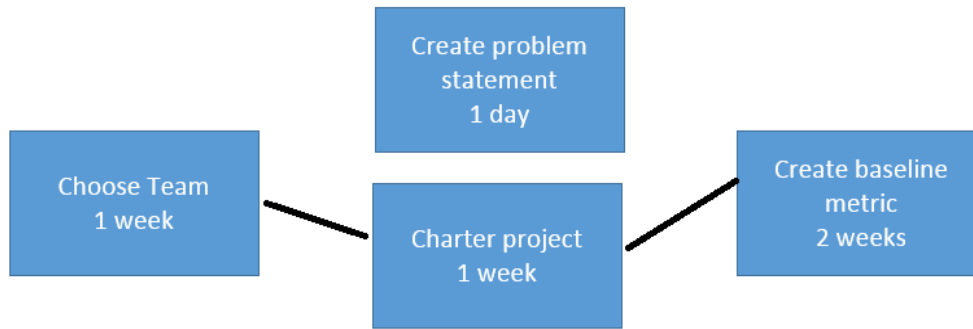 Create problem
statement
1 day
Choose Team
1 week
Charter project
1 week
Create baseline
metric
2 weeks